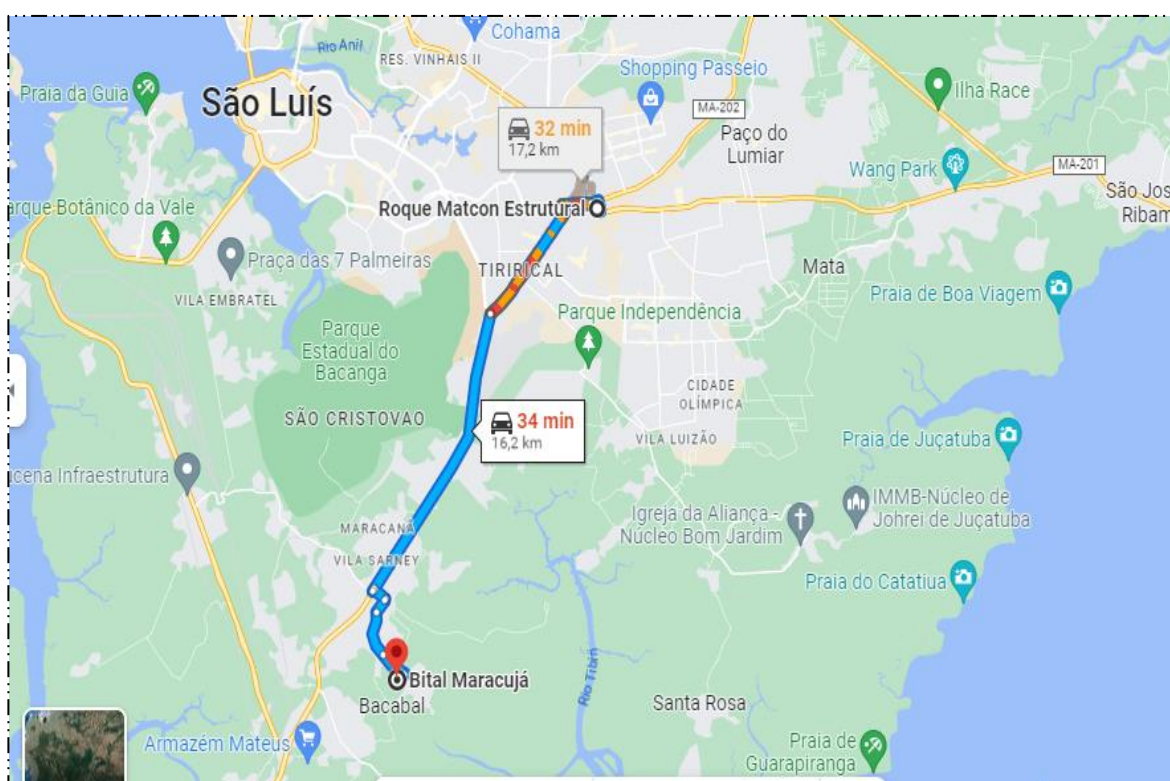 Cohama
Rio Anil
RES. VINHAIS II
Shopping Passeio
Praia da Guia
Ilha Race
São Luís
MA-202
32 min
17,2 km
Paço do
Lumiar
Wang Park
MA-201
São Jos
Ribam
arque Botânico da Vale
Roque Matcon Estrutural
Praça das 7 Palmeiras
TIRIRICAL
Mata
VILA EMBRATEL
Praia de Boa Viagem
Parque Independência
Parque
Estadual do
Bacanga
CIDADE
OLÍMPICA
SÃO CRISTOVAO
34 min
16,2 km
VILA LUIZÃO
Praia de Juçatuba
cena Infraestrutura
IMMB-Núcleo de
Johrei de Juçatuba
Igreja da Aliança -
Núcleo Bom Jardim
MARACANÃ
VILA SARNEY
Praia do Catatiua
Rio Tibiri
Bital Maracujá
Bacabal
Santa Rosa
Armazém Mateus
Praia de
Guarapiranga